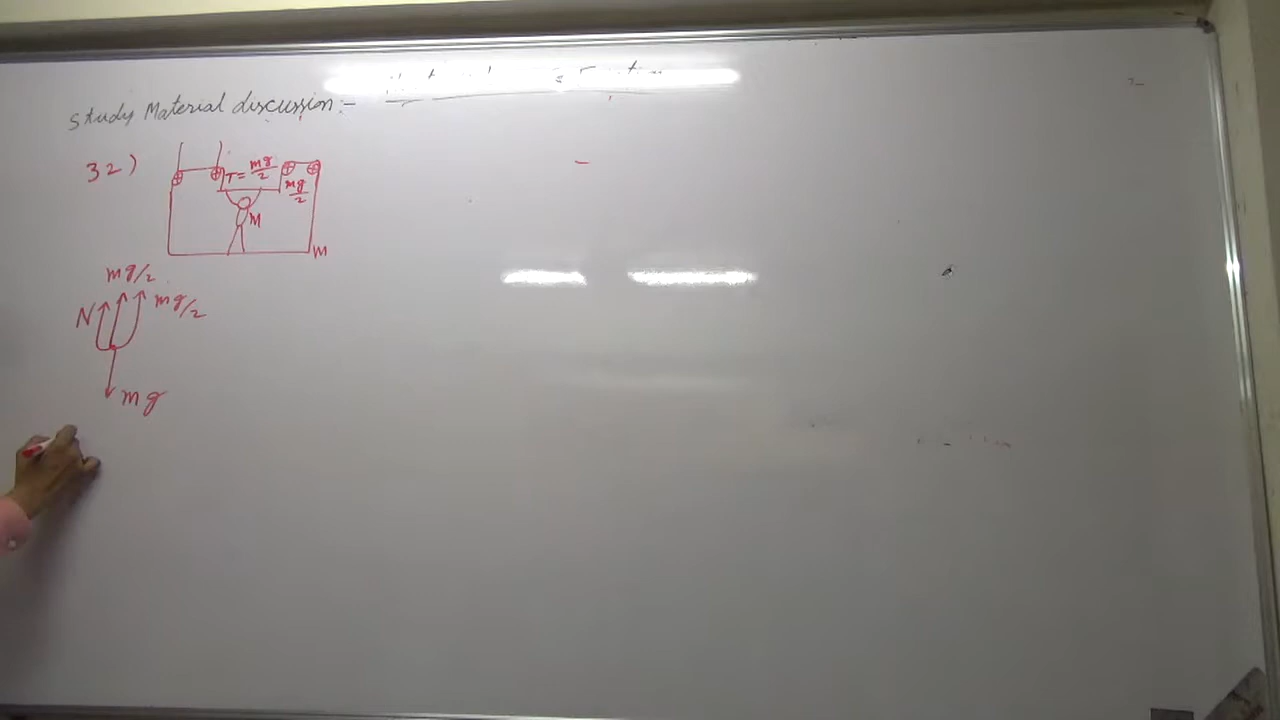 Study Material discussion :-
32)
T = mg/2
mg/2
M
m
mg/2
N
mg/2
mg